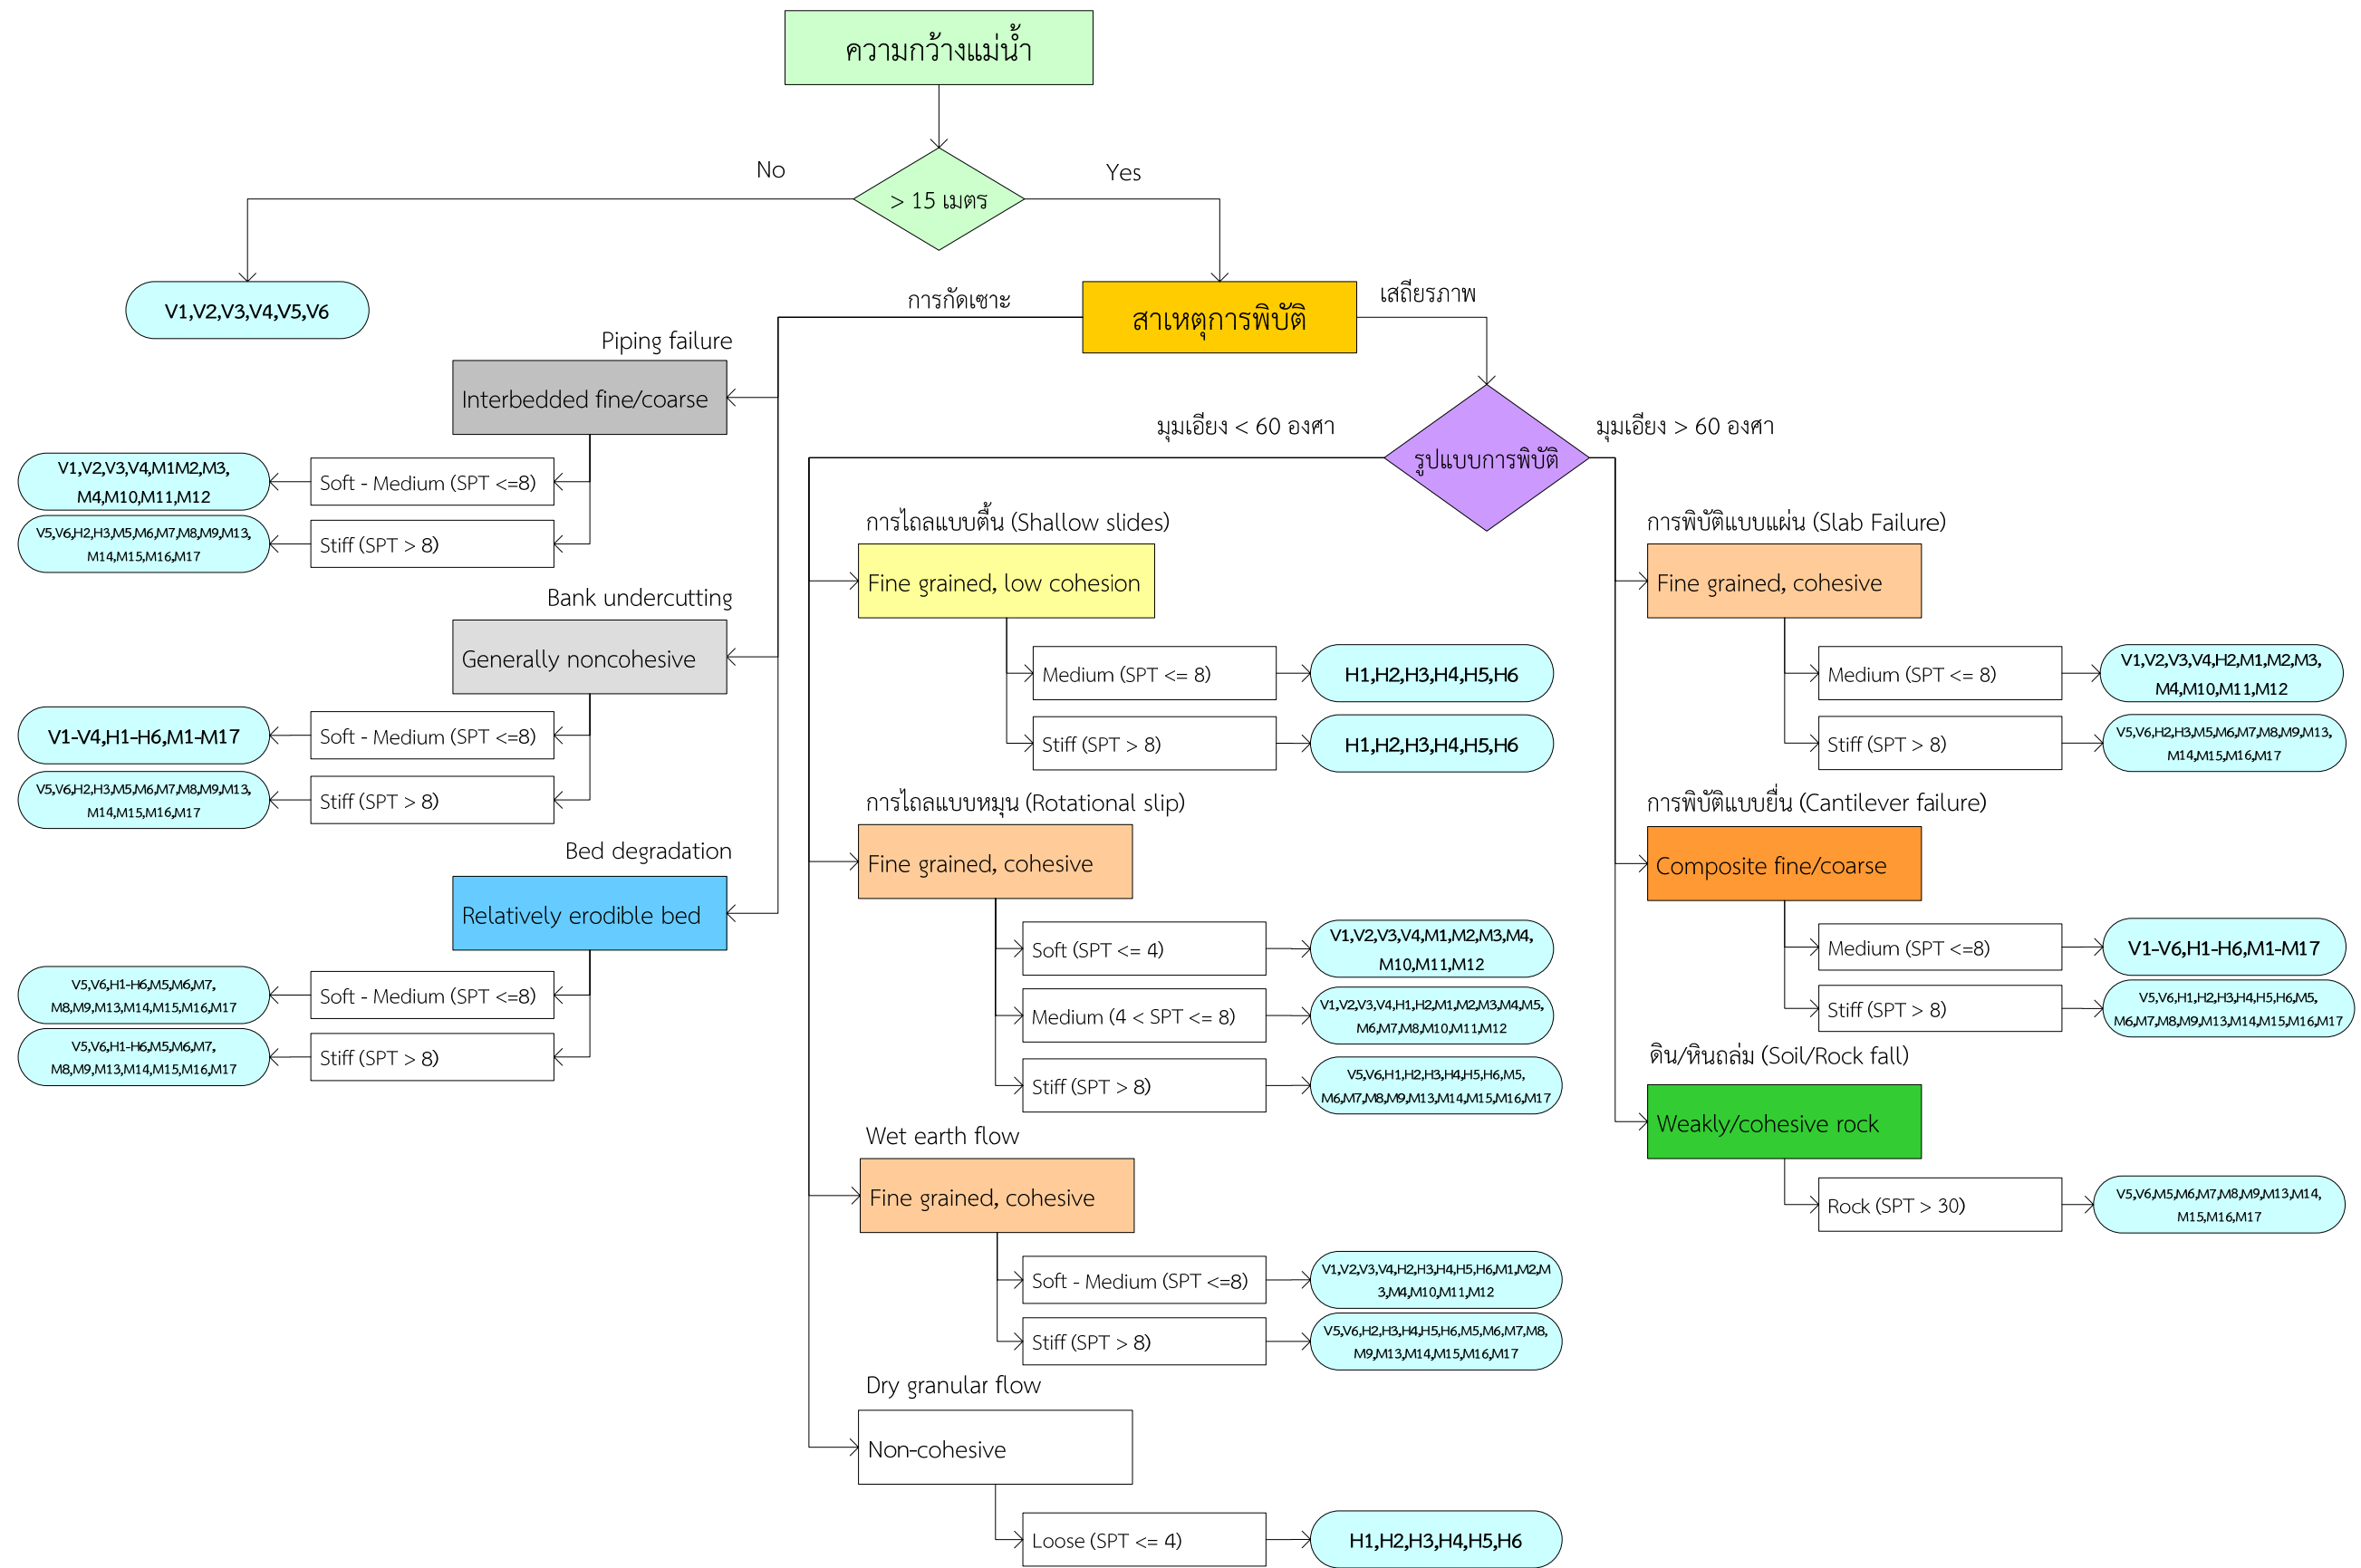 ความกว้างแม่น้ำ
No
Yes
> 15 เมตร
V1,V2,V3,V4,V5,V6
การกัดเซาะ
สาเหตุการพิบัติ
เสถียรภาพ
Piping failure
Interbedded fine/coarse
V1,V2,V3,V4,M1M2,M3,
M4,M10,M11,M12
Soft - Medium (SPT <=8)
V5,V6,H2,H3,M5,M6,M7,M8,M9,M13,
M14,M15,M16,M17
Stiff (SPT > 8)
Bank undercutting
Generally noncohesive
V1-V4,H1-H6,M1-M17
Soft - Medium (SPT <=8)
V5,V6,H2,H3,M5,M6,M7,M8,M9,M13,
M14,M15,M16,M17
Stiff (SPT > 8)
Bed degradation
Relatively erodible bed
V5,V6,H1-H6,M5,M6,M7,
M8,M9,M13,M14,M15,M16,M17
Soft - Medium (SPT <=8)
V5,V6,H1-H6,M5,M6,M7,
M8,M9,M13,M14,M15,M16,M17
Stiff (SPT > 8)
มุมเอียง < 60 องศา
รูปแบบการพิบัติ
มุมเอียง > 60 องศา
การไถลแบบตื้น (Shallow slides)
Fine grained, low cohesion
Medium (SPT <= 8)
H1,H2,H3,H4,H5,H6
Stiff (SPT > 8)
H1,H2,H3,H4,H5,H6
การไถลแบบหมุน (Rotational slip)
Fine grained, cohesive
Soft (SPT <= 4)
V1,V2,V3,V4,M1,M2,M3,M4,
M10,M11,M12
Medium (4 < SPT <= 8)
V1,V2,V3,V4,H1,H2,M1,M2,M3,M4,M5,
M6,M7,M8,M10,M11,M12
Stiff (SPT > 8)
V5,V6,H1,H2,H3,H4,H5,H6,M5,
M6,M7,M8,M9,M13,M14,M15,M16,M17
Wet earth flow
Fine grained, cohesive
Soft - Medium (SPT <=8)
V1,V2,V3,V4,H2,H3,H4,H5,H6,M1,M2,M
3,M4,M10,M11,M12
Stiff (SPT > 8)
V5,V6,H2,H3,H4,H5,H6,M5,M6,M7,M8,
M9,M13,M14,M15,M16,M17
Dry granular flow
Non-cohesive
Loose (SPT <= 4)
H1,H2,H3,H4,H5,H6
การพิบัติแบบแผ่น (Slab Failure)
Fine grained, cohesive
Medium (SPT <= 8)
V1,V2,V3,V4,H2,M1,M2,M3,
M4,M10,M11,M12
Stiff (SPT > 8)
V5,V6,H2,H3,M5,M6,M7,M8,M9,M13,
M14,M15,M16,M17
การพิบัติแบบยื่น (Cantilever failure)
Composite fine/coarse
Medium (SPT <=8)
V1-V6,H1-H6,M1-M17
Stiff (SPT > 8)
V5,V6,H1,H2,H3,H4,H5,H6,M5,
M6,M7,M8,M9,M13,M14,M15,M16,M17
ดิน/หินถล่ม (Soil/Rock fall)
Weakly/cohesive rock
Rock (SPT > 30)
V5,V6,M5,M6,M7,M8,M9,M13,M14,
M15,M16,M17